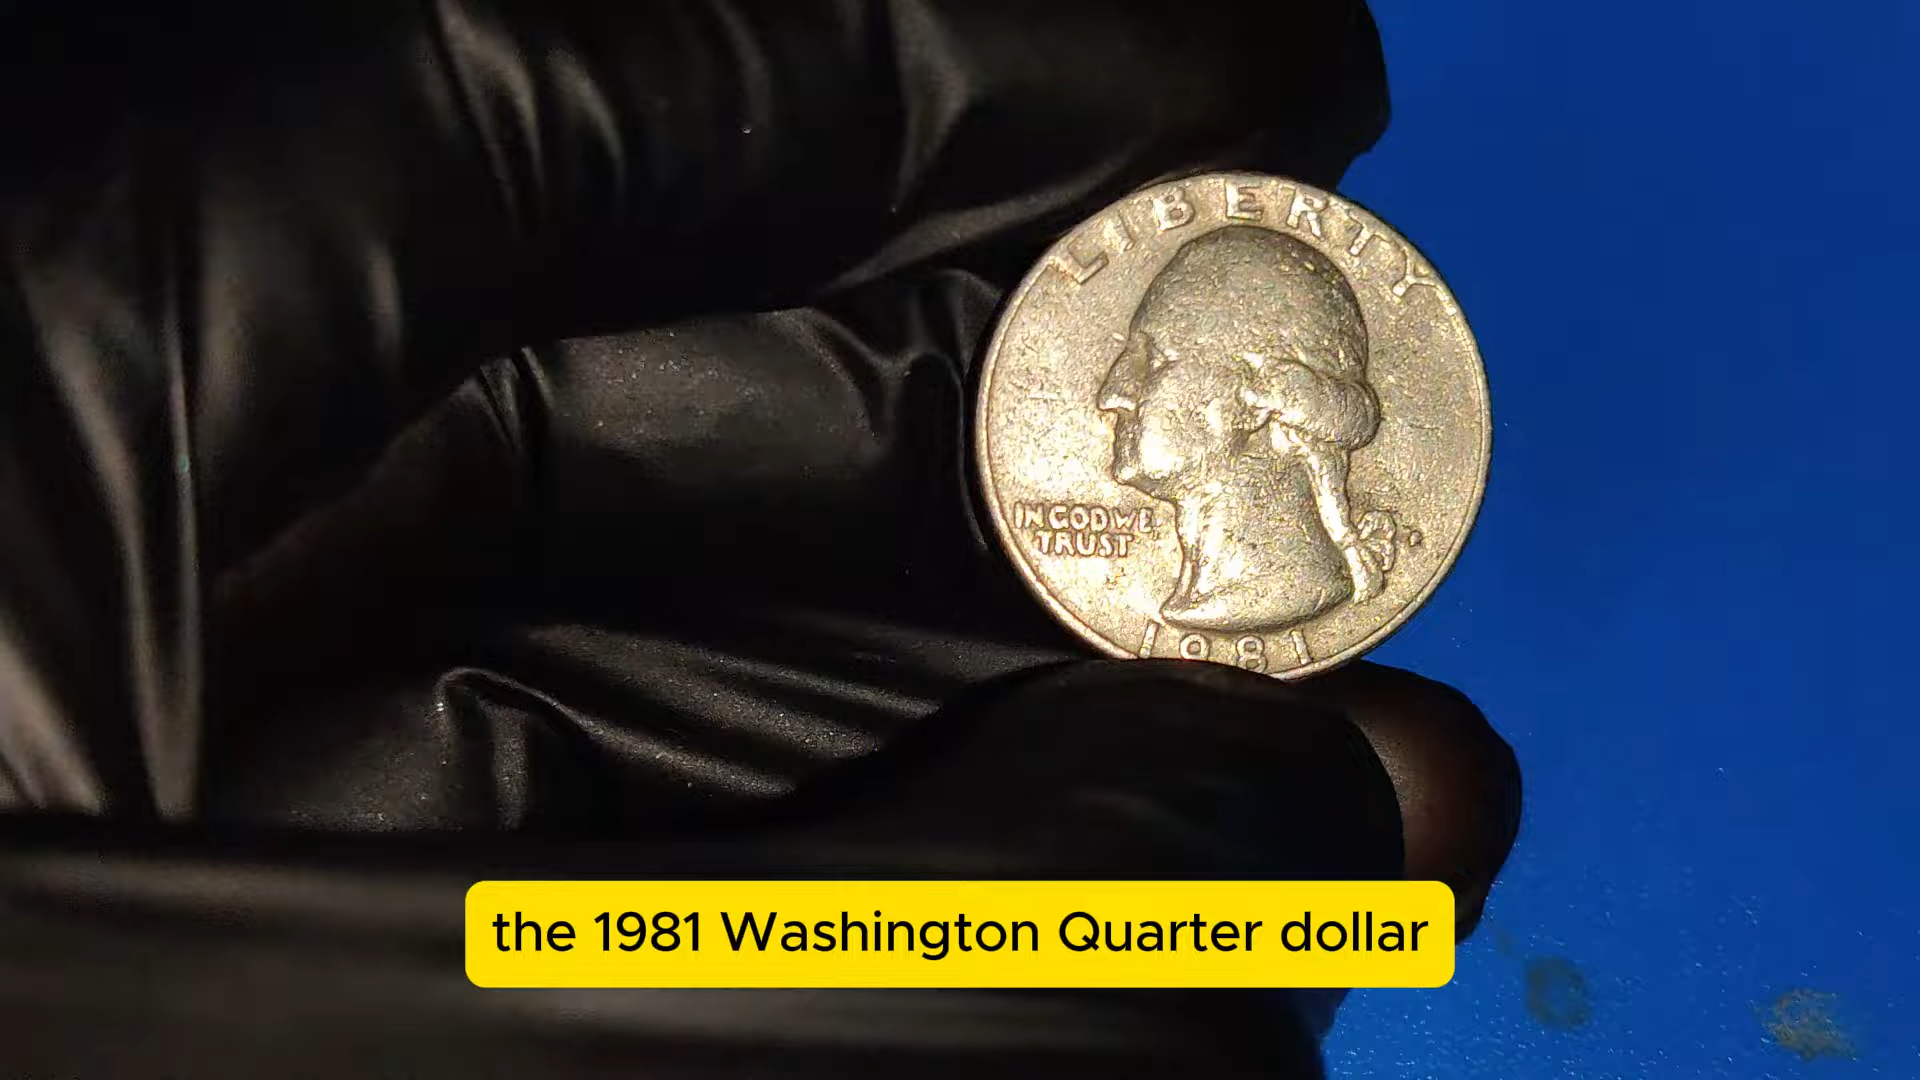 LIBERTY
IN GOD WE
TRUST
1981
the 1981 Washington Quarter dollar